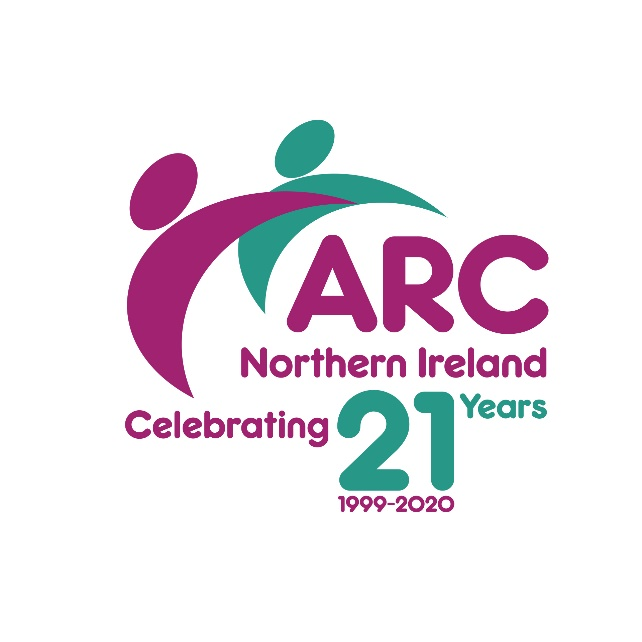 ARC
Northern Ireland
Celebrating 21 Years
1999-2020